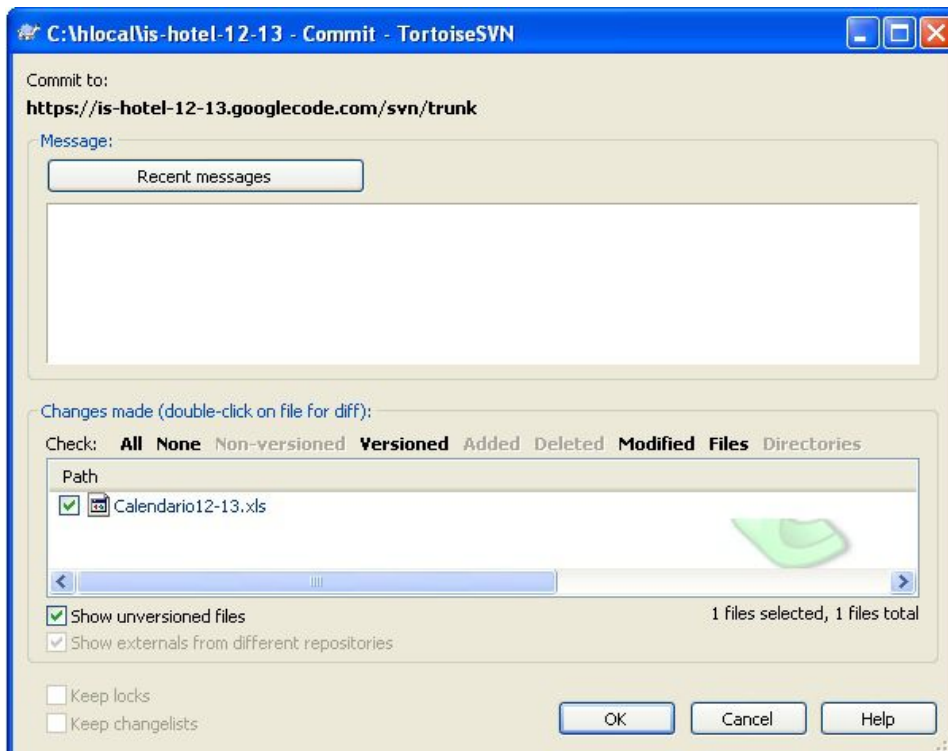 C:\hlocal\is-hotel-12-13 - Commit - TortoiseSVN
Commit to:
https://is-hotel-12-13.googlecode.com/svn/trunk
Message:
Recent messages
Changes made (double-click on file for diff):
Check: All None Non-versioned Versioned Added Deleted Modified Files Directories
Path
Calendario12-13.xls
Show unversioned files
1 files selected, 1 files total
Show externals from different repositories
Keep locks
Keep changelists
OK Cancel Help